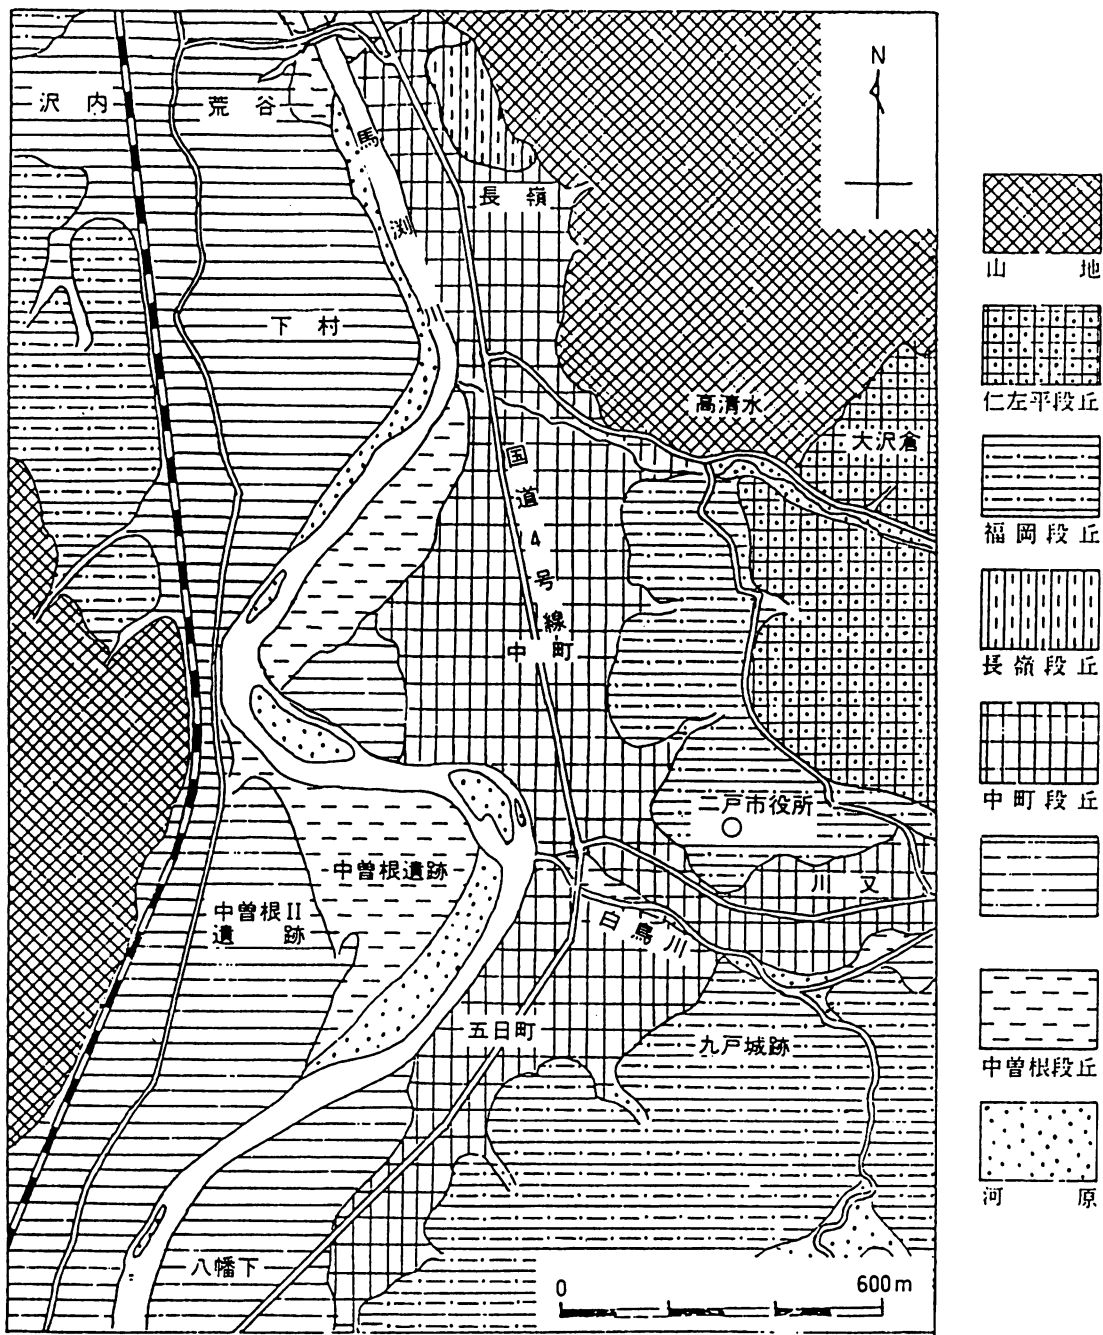 N
沢内
荒谷
馬渕川
長嶺
下村
高清水
大沢倉
国道4号線
中町
二戸市役所
川又
中曽根遺跡
中曽根II
遺跡
白鳥川
五日町
九戸城跡
八幡下
0 600m
山地
仁左平段丘
福岡段丘
長嶺段丘
中町段丘
中曽根段丘
河原